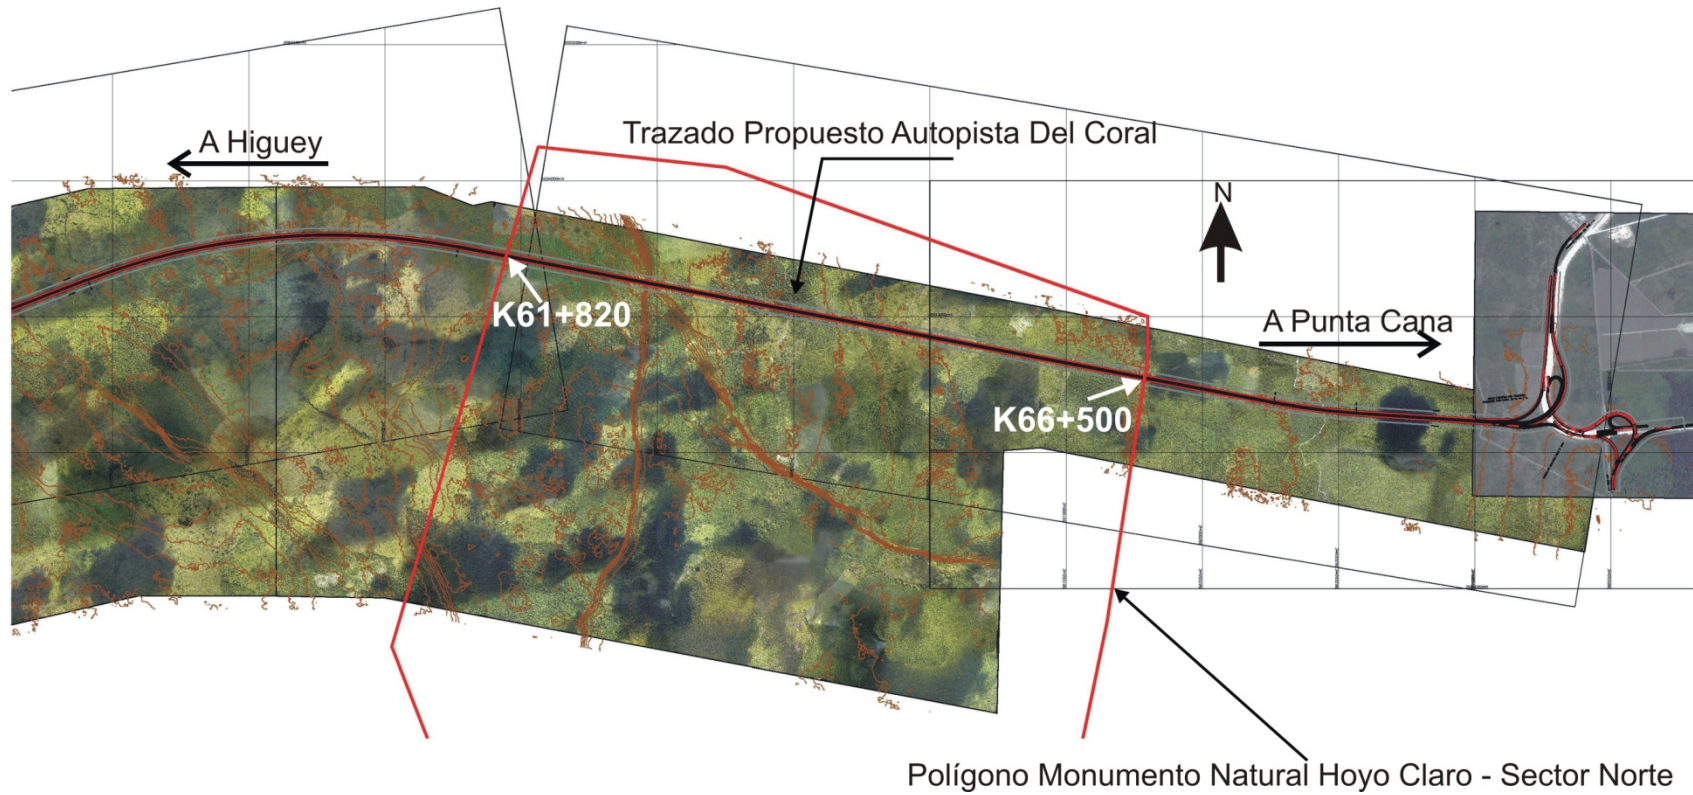 Trazado Propuesto Autopista Del Coral
A Higuey
N
K61+820
A Punta Cana
K66+500
Polígono Monumento Natural Hoyo Claro - Sector Norte